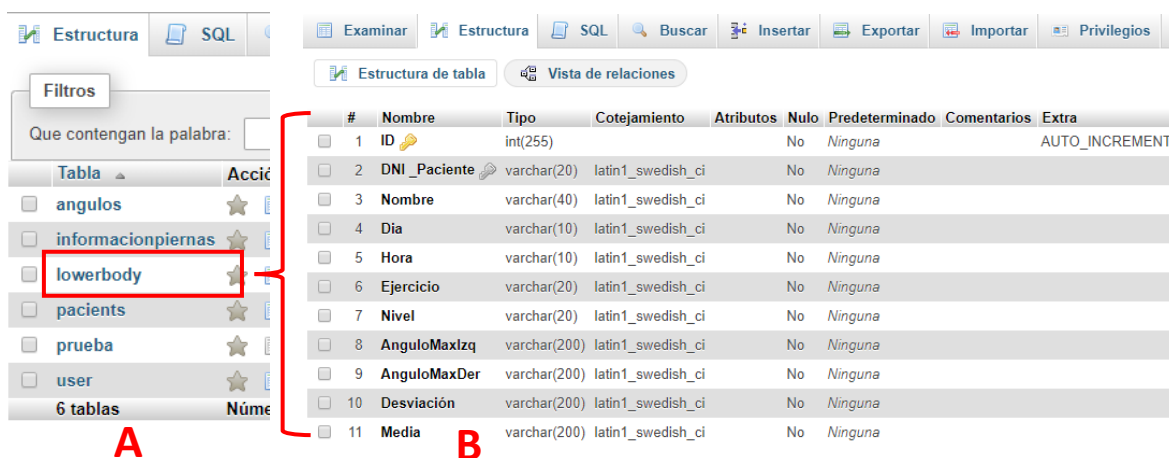 Estructura SQL
Filtros
Que contengan la palabra:
Tabla Acció
angulos
informacionpiernas
lowerbody
pacients
prueba
user
6 tablas Núme
A
Examinar Estructura SQL Buscar Insertar Exportar Importar Privilegios
Estructura de tabla Vista de relaciones
# Nombre Tipo Cotejamiento Atributos Nulo Predeterminado Comentarios Extra
1 ID int(255) No Ninguna AUTO_INCREMENT
2 DNI _Paciente varchar(20) latin1_swedish_ci No Ninguna
3 Nombre varchar(40) latin1_swedish_ci No Ninguna
4 Dia varchar(10) latin1_swedish_ci No Ninguna
5 Hora varchar(10) latin1_swedish_ci No Ninguna
6 Ejercicio varchar(20) latin1_swedish_ci No Ninguna
7 Nivel varchar(20) latin1_swedish_ci No Ninguna
8 AnguloMaxIzq varchar(200) latin1_swedish_ci No Ninguna
9 AnguloMaxDer varchar(200) latin1_swedish_ci No Ninguna
10 Desviación varchar(200) latin1_swedish_ci No Ninguna
11 Media varchar(200) latin1_swedish_ci No Ninguna
B